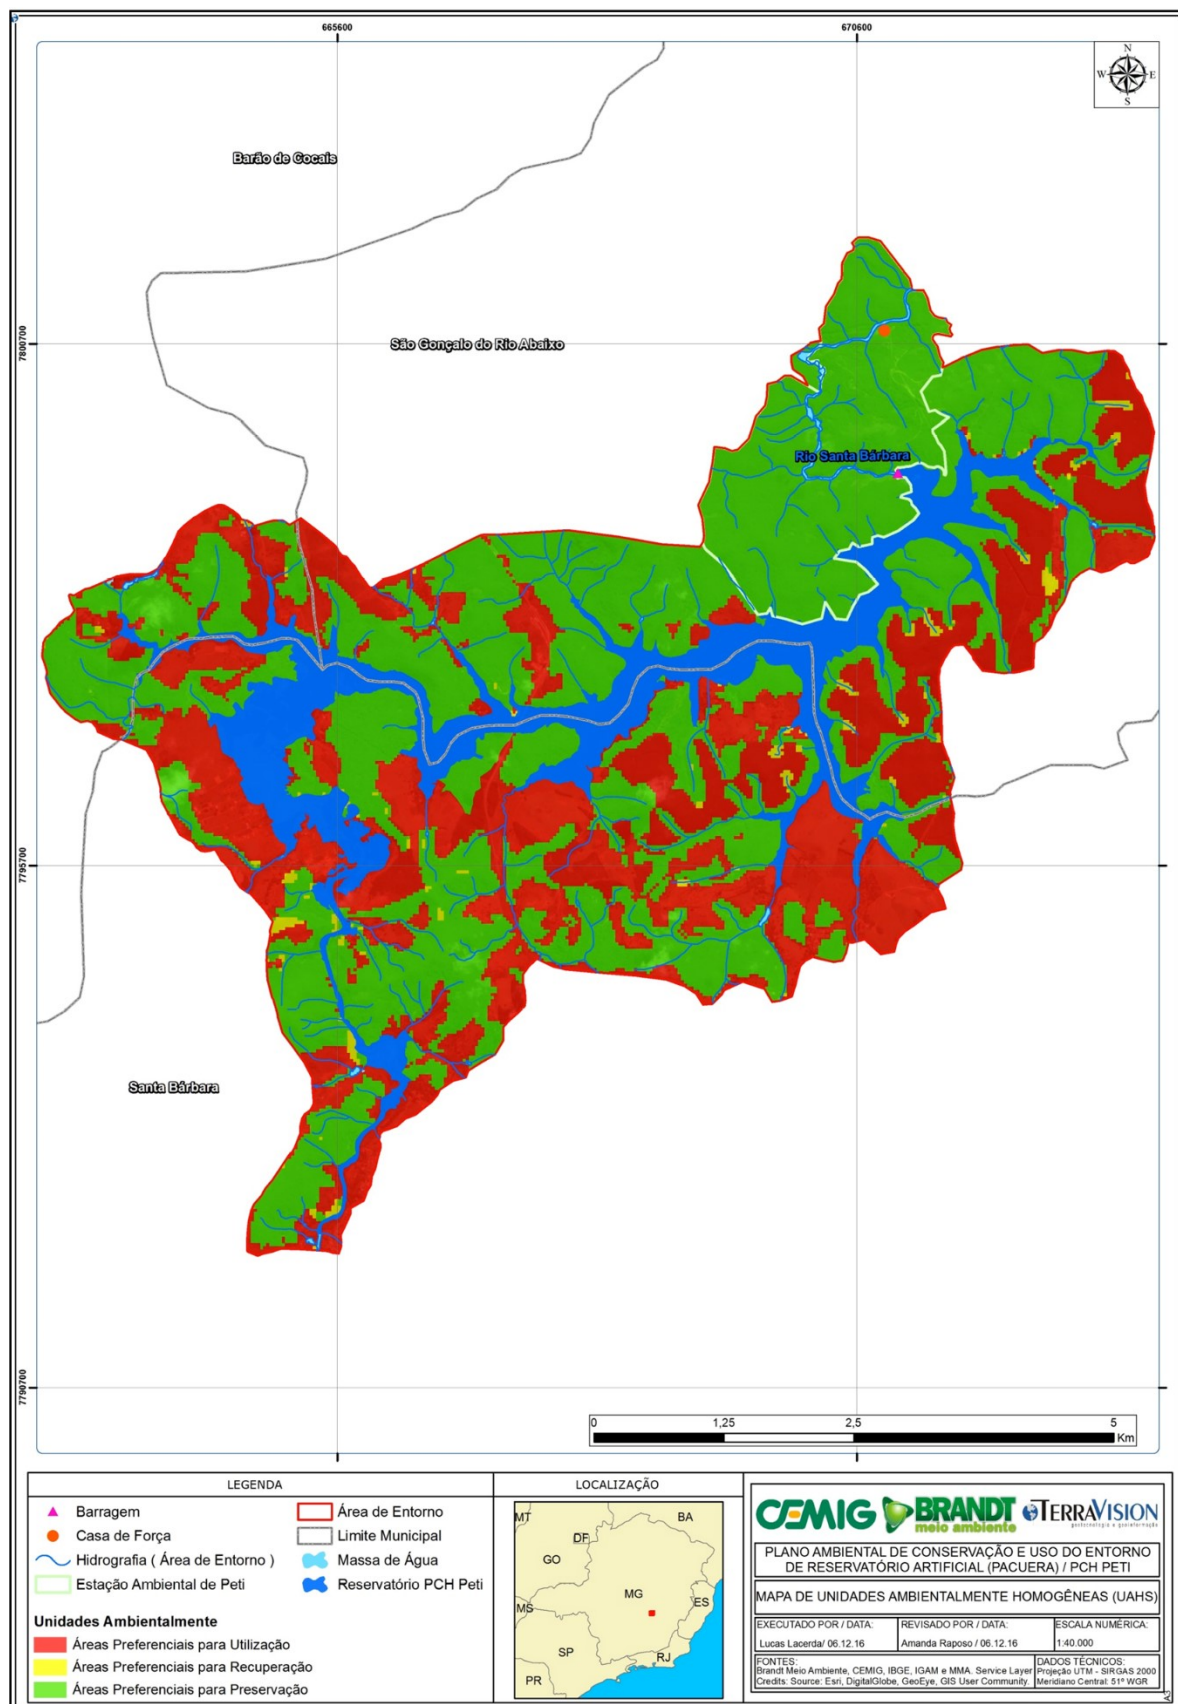 665600
670600
N
W
E
S
Barão de Cocais
São Gonçalo do Rio Abaixo
7800700
Rio Santa Bárbara
7795700
Santa Bárbara
7790700
0
1,25
2,5
5
Km
LEGENDA
Barragem
Casa de Força
Hidrografia ( Área de Entorno )
Estação Ambiental de Peti
Área de Entorno
Limite Municipal
Massa de Água
Reservatório PCH Peti
Unidades Ambientalmente
Áreas Preferenciais para Utilização
Áreas Preferenciais para Recuperação
Áreas Preferenciais para Preservação
LOCALIZAÇÃO
MT
BA
DF
GO
MG
ES
MS
SP
RJ
PR
CEMIG
BRANDT
meio ambiente
TERRAVISION
geotecnologia e geoinformação
PLANO AMBIENTAL DE CONSERVAÇÃO E USO DO ENTORNO
DE RESERVATÓRIO ARTIFICIAL (PACUERA) / PCH PETI
MAPA DE UNIDADES AMBIENTALMENTE HOMOGÊNEAS (UAHS)
EXECUTADO POR / DATA:
Lucas Lacerda/ 06.12.16
REVISADO POR / DATA:
Amanda Raposo / 06.12.16
ESCALA NUMÉRICA:
1:40.000
FONTES:
Brandt Meio Ambiente, CEMIG, IBGE, IGAM e MMA. Service Layer
Credits: Source: Esri, DigitalGlobe, GeoEye, GIS User Community.
DADOS TÉCNICOS:
Projeção UTM - SIRGAS 2000
Meridiano Central: 51º WGR
A3